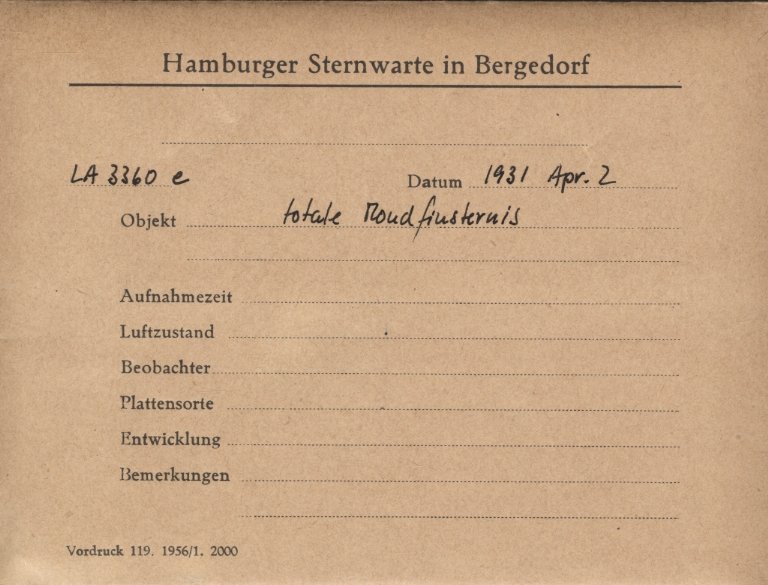 Hamburger Sternwarte in Bergedorf
LA 3360 e Datum 1931 Apr. 2
Objekt totale Mondfinsternis
Aufnahmezeit
Luftzustand
Beobachter
Plattensorte
Entwicklung
Bemerkungen
Vordruck 119. 1956/1. 2000